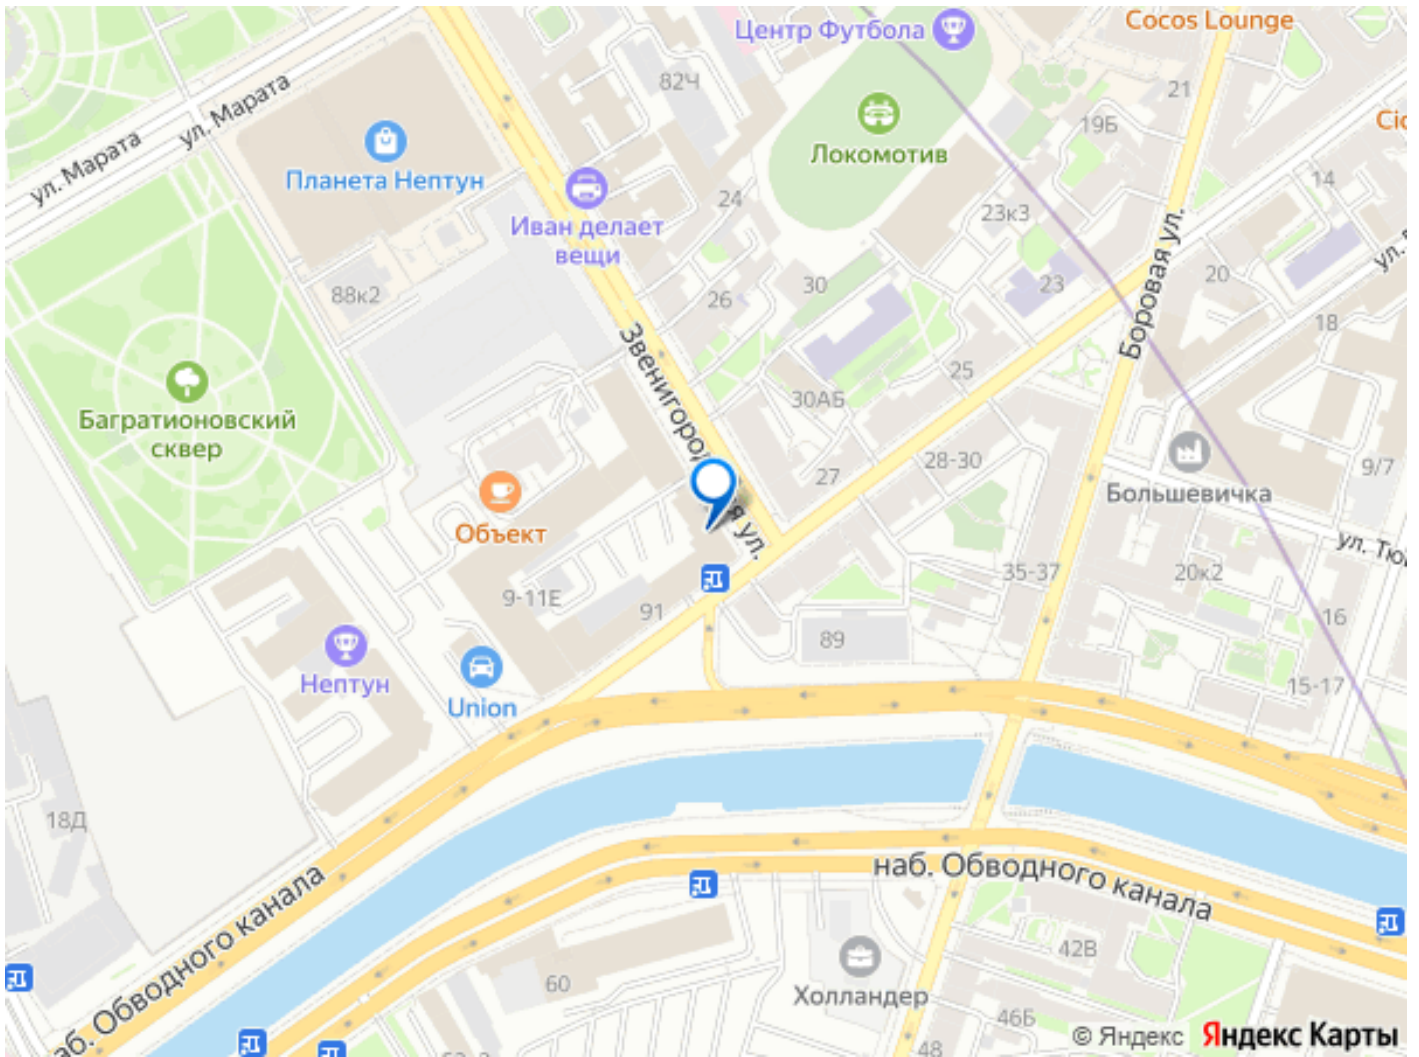 Центр Футбола
Cocos Lounge
82Ч
21
ул. Марата
ул. Марата
19Б
Локомотив
Планета Нептун
14
24
Иван делает
вещи
23к3
88к2
26
30
23
20
18
Боровая ул.
Звенигород
ая ул.
Багратионовский
сквер
25
30АБ
27
28-30
9/7
Большевичка
Объект
ул. Тю
9-11Е
91
35-37
20к2
16
89
Нептун
Union
15-17
18Д
наб. Обводного канала
наб. Обводного канала
42В
60
Холландер
46Б
48
© Яндекс Яндекс Карты